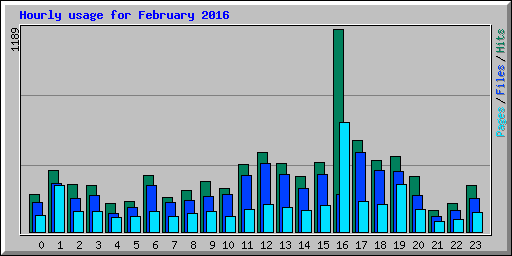 Hourly usage for February 2016
1189
Pages / Files / Hits
0 1 2 3 4 5 6 7 8 9 10 11 12 13 14 15 16 17 18 19 20 21 22 23